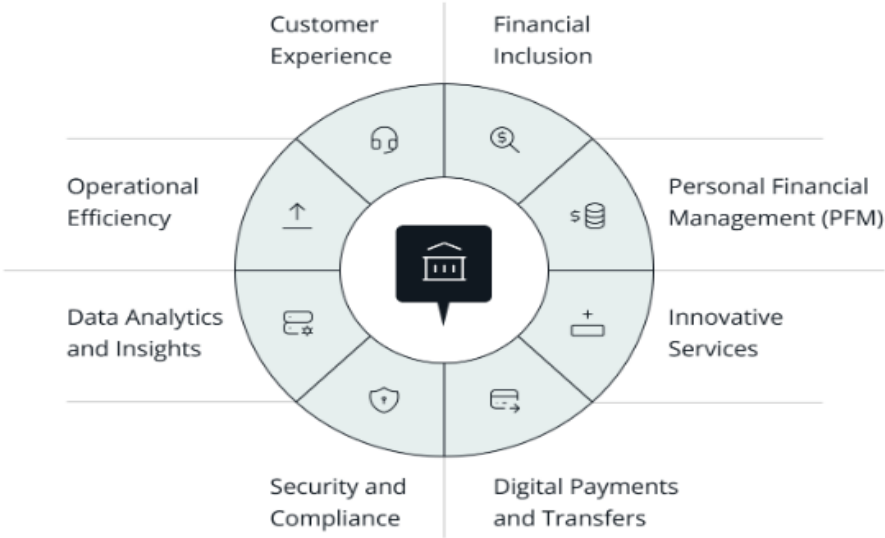 Customer
Experience
Financial
Inclusion
Operational
Efficiency
Personal Financial
Management (PFM)
Data Analytics
and Insights
Innovative
Services
Security and
Compliance
Digital Payments
and Transfers